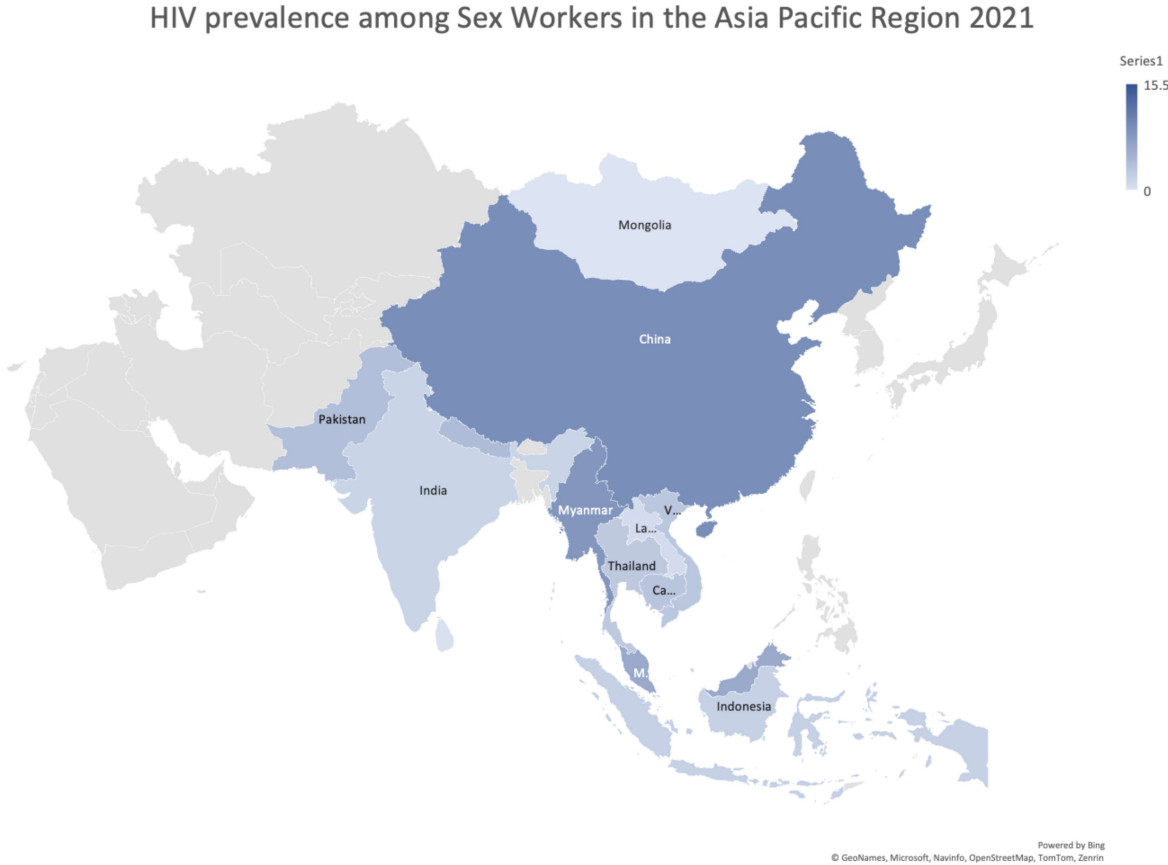 HIV prevalence among Sex Workers in the Asia Pacific Region 2021
Series1
15.5
0
Mongolia
China
Pakistan
India
Myanmar
V...
La...
Thailand
Ca...
M.
Indonesia
Powered by Bing
© GeoNames, Microsoft, Navinfo, OpenStreetMap, TomTom, Zenrin